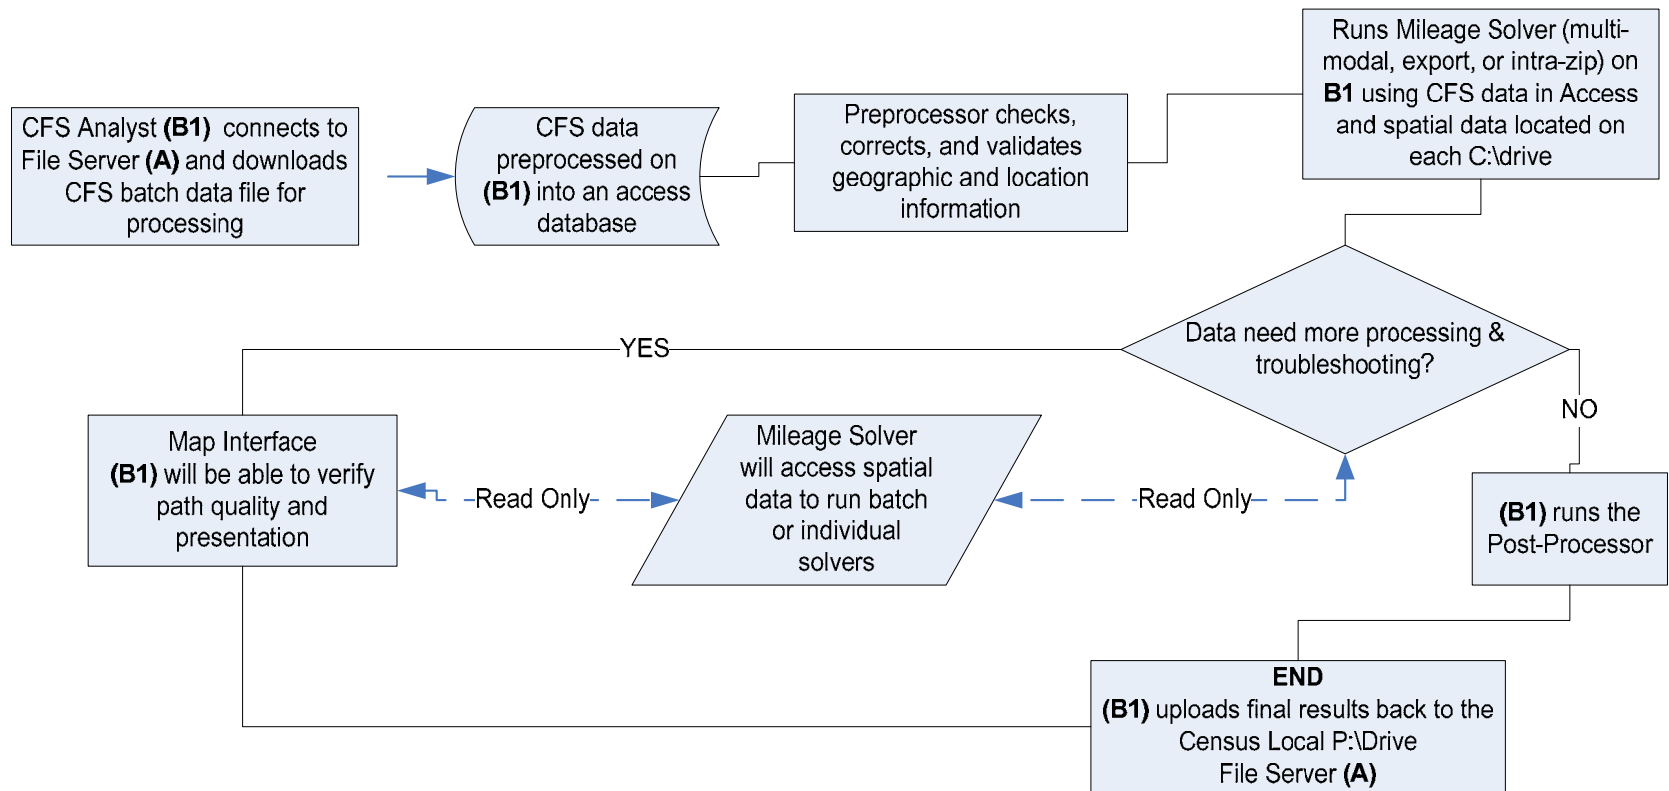 CFS Analyst (B1) connects to
File Server (A) and downloads
CFS batch data file for
processing
CFS data
preprocessed on
(B1) into an access
database
Preprocessor checks,
corrects, and validates
geographic and location
information
Runs Mileage Solver (multi-
modal, export, or intra-zip) on
B1 using CFS data in Access
and spatial data located on
each C:\drive
Data need more processing &
troubleshooting?
YES
NO
Map Interface
(B1) will be able to verify
path quality and
presentation
Read Only
Mileage Solver
will access spatial
data to run batch
or individual
solvers
Read Only
(B1) runs the
Post-Processor
END
(B1) uploads final results back to the
Census Local P:\Drive
File Server (A)